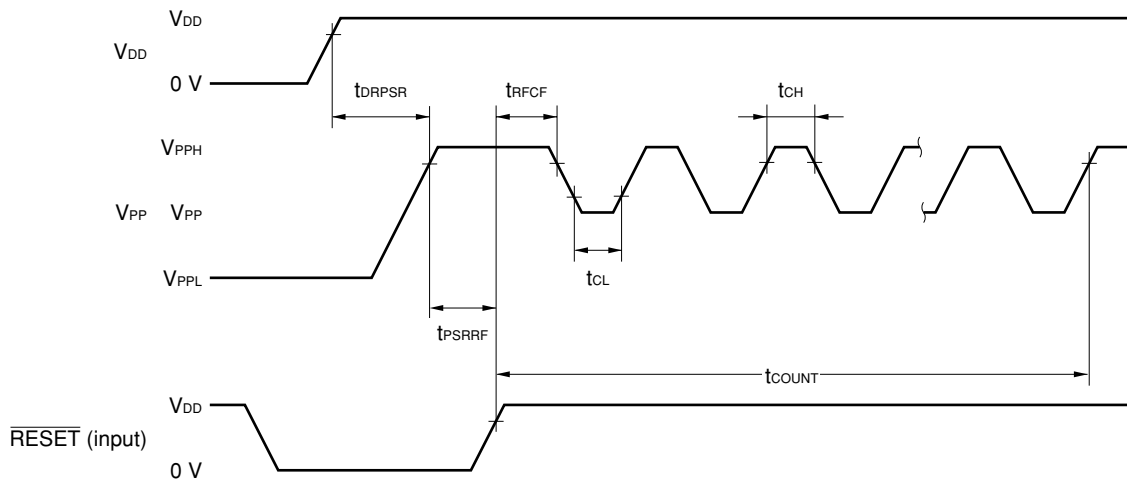 VDD
VDD
0 V
tDRPSR
tRFCF
tCH
VPPH
VPP
VPP
VPPL
tCL
tPSRRF
tCOUNT
VDD
RESET (input)
0 V